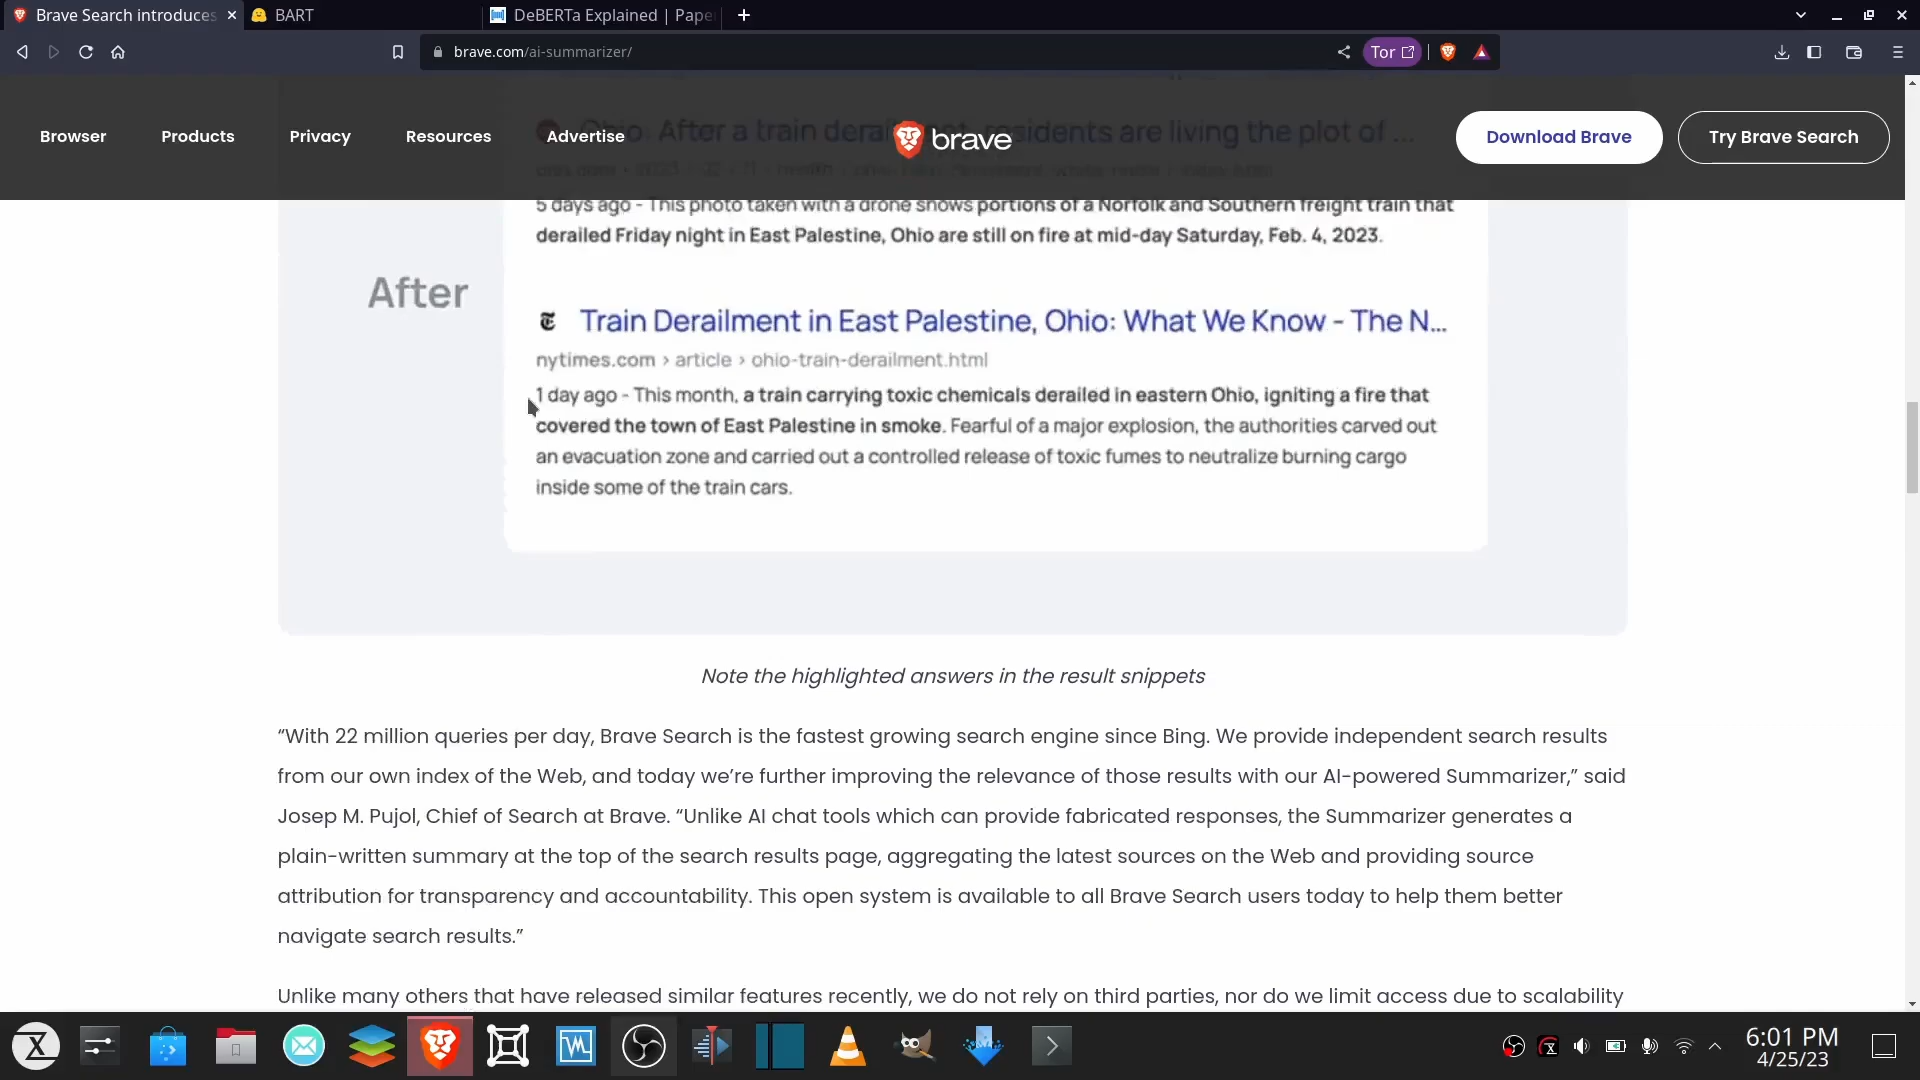 Brave Search introduces
BART
DeBERTa Explained | Pape
brave.com/ai-summarizer/
Tor
Browser
Products
Privacy
Resources
Advertise
brave
Download Brave
Try Brave Search
Ohio: After a train derailment, residents are living the plot of ...
5 days ago - This photo taken with a drone shows portions of a Norfolk and Southern freight train that
derailed Friday night in East Palestine, Ohio are still on fire at mid-day Saturday, Feb. 4, 2023.
After
Train Derailment in East Palestine, Ohio: What We Know - The N...
nytimes.com › article › ohio-train-derailment.html
1 day ago - This month, a train carrying toxic chemicals derailed in eastern Ohio, igniting a fire that
covered the town of East Palestine in smoke. Fearful of a major explosion, the authorities carved out
an evacuation zone and carried out a controlled release of toxic fumes to neutralize burning cargo
inside some of the train cars.
Note the highlighted answers in the result snippets
“With 22 million queries per day, Brave Search is the fastest growing search engine since Bing. We provide independent search results
from our own index of the Web, and today we’re further improving the relevance of those results with our AI-powered Summarizer,” said
Josep M. Pujol, Chief of Search at Brave. “Unlike AI chat tools which can provide fabricated responses, the Summarizer generates a
plain-written summary at the top of the search results page, aggregating the latest sources on the Web and providing source
attribution for transparency and accountability. This open system is available to all Brave Search users today to help them better
navigate search results.”
Unlike many others that have released similar features recently, we do not rely on third parties, nor do we limit access due to scalability
6:01 PM
4/25/23